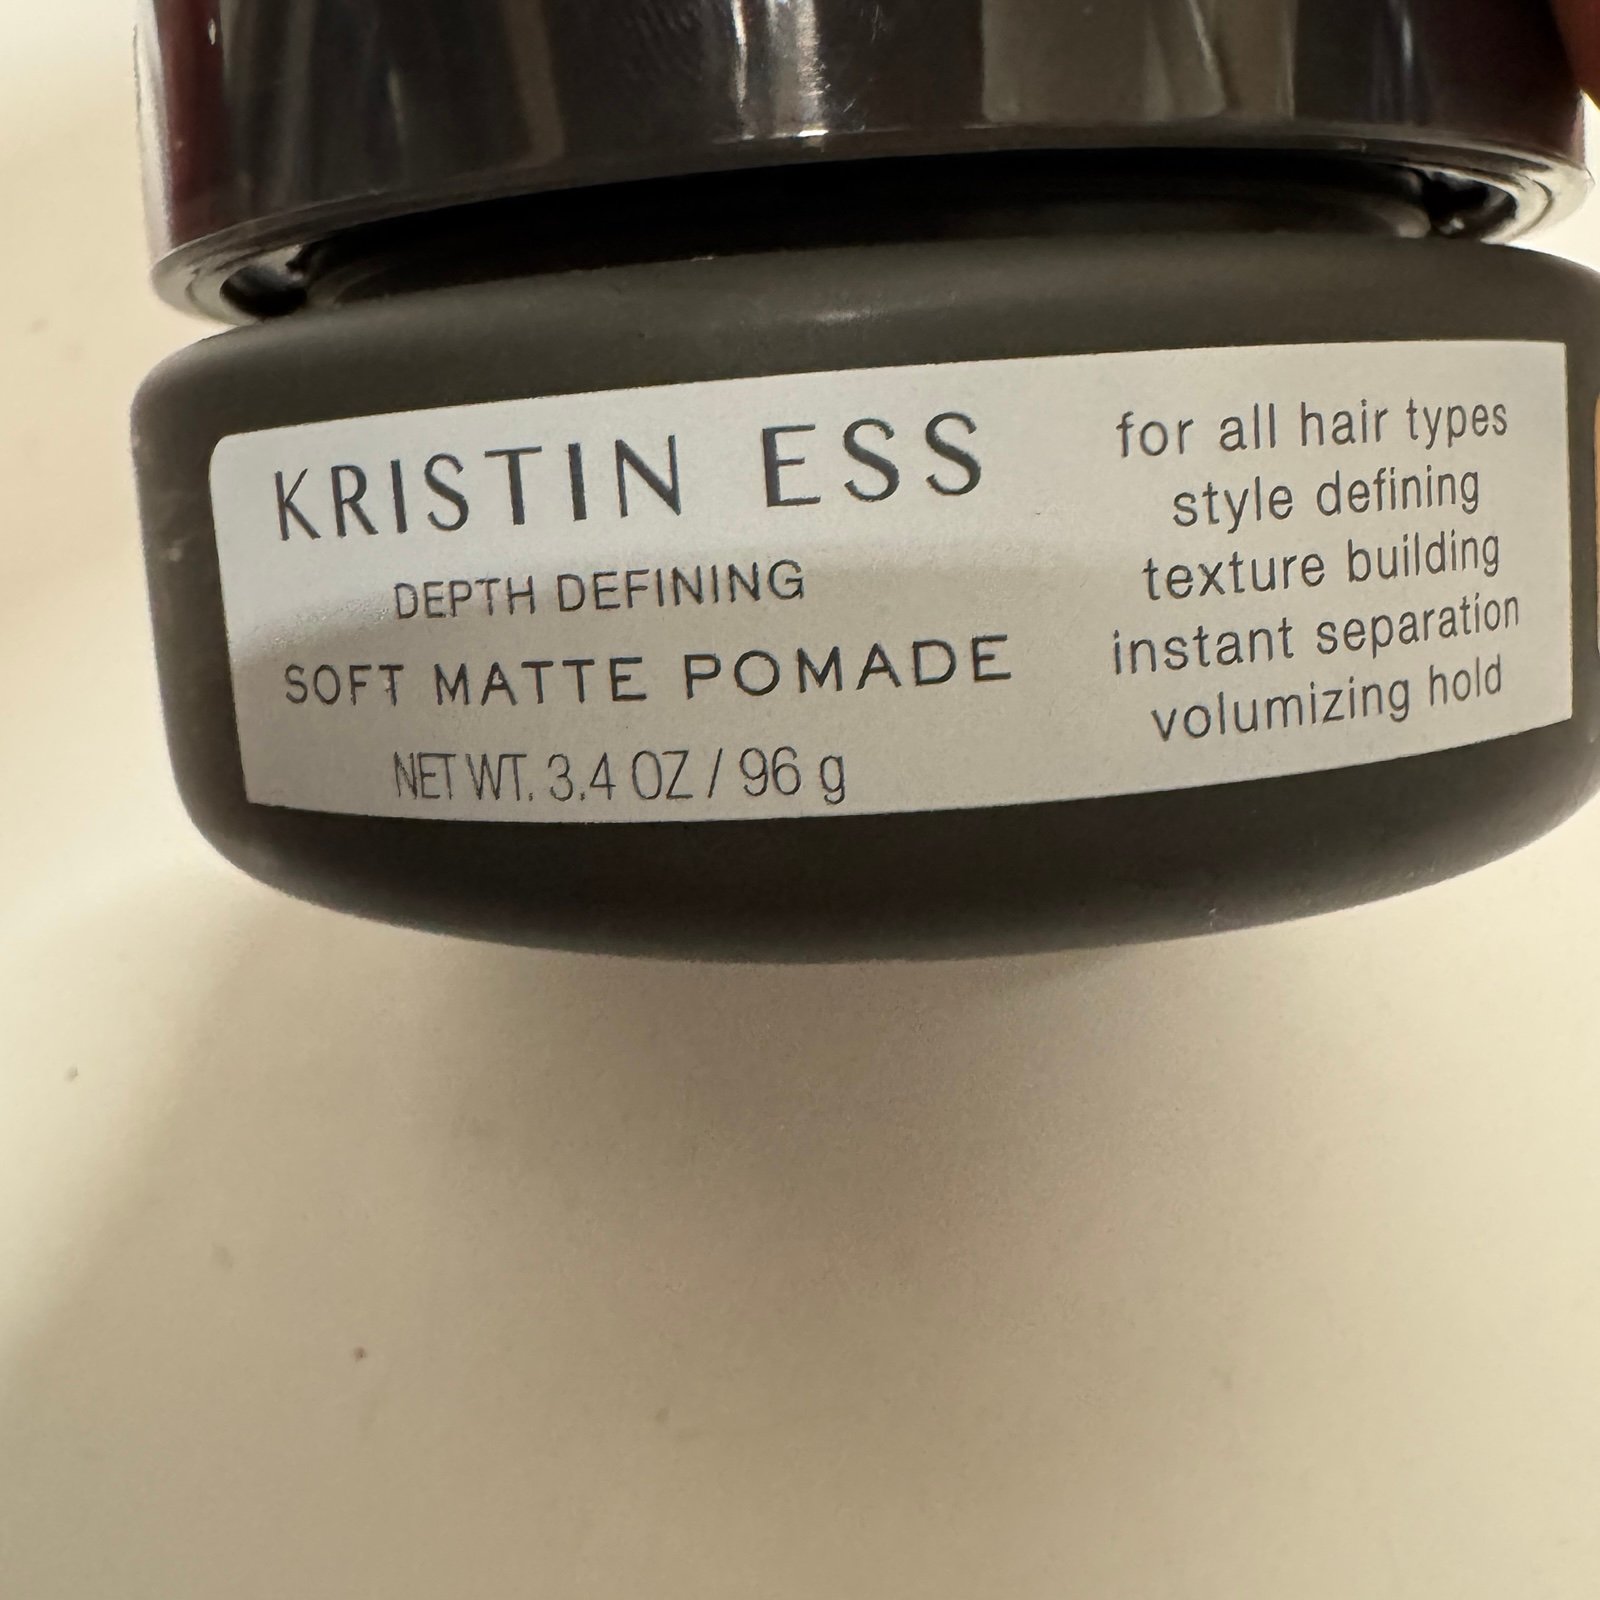 KRISTIN ESS
DEPTH DEFINING
SOFT MATTE POMADE
NET WT. 3.4 OZ / 96 g
for all hair types
style defining
texture building
instant separation
volumizing hold